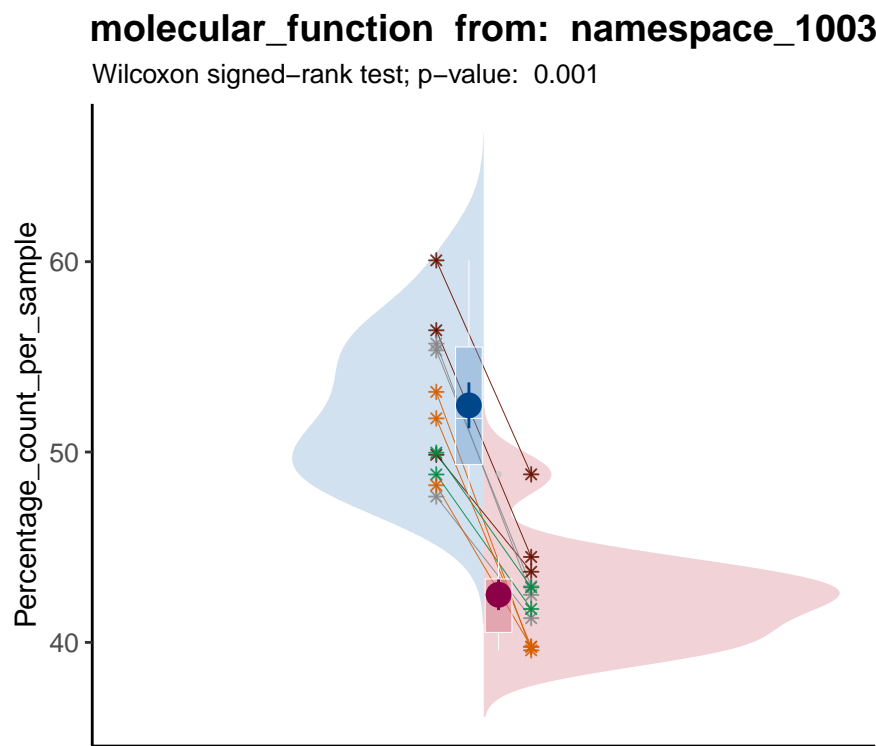 molecular_function from: namespace_1003
Wilcoxon signed−rank test; p−value: 0.001
Percentage_count_per_sample
60
50
40